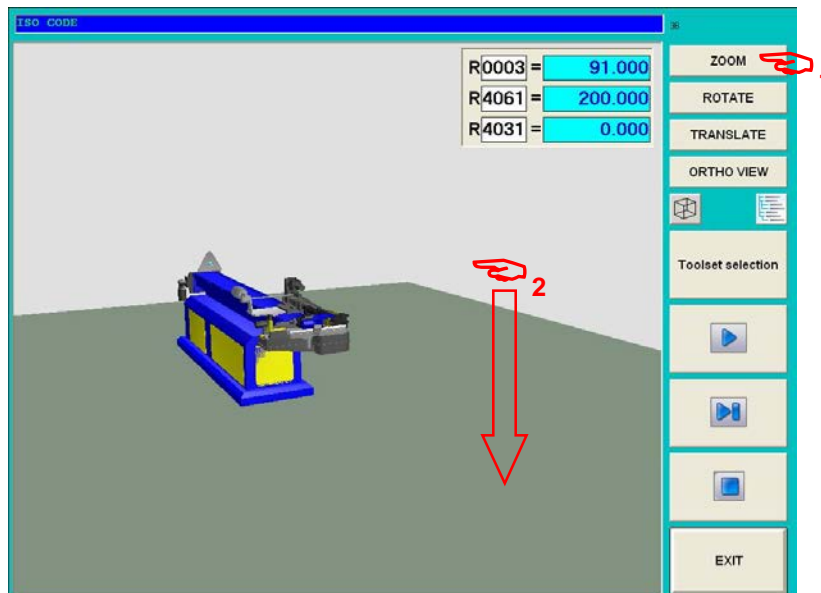 ISO CODE
R0003 = 91.000
R4061 = 200.000
R4031 = 0.000
ZOOM
ROTATE
TRANSLATE
ORTHO VIEW
Toolset selection
2
EXIT